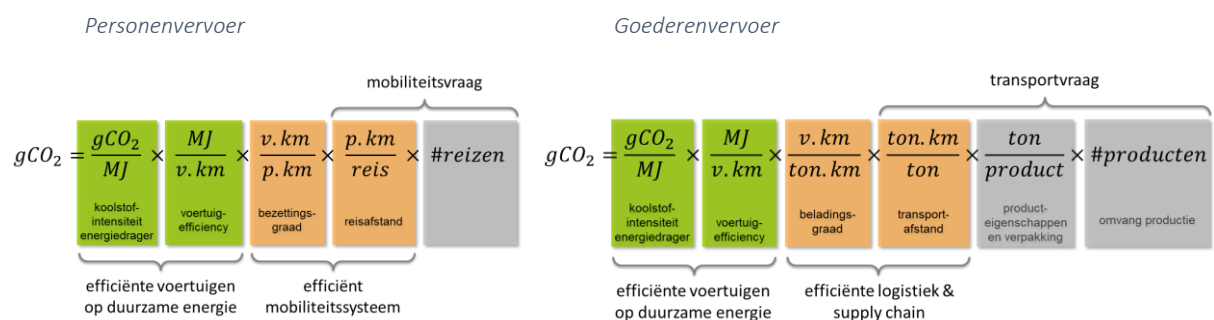 Personenvervoer
mobiliteitsvraag
gCO₂ = gCO₂/MJ × MJ/v.km × v.km/p.km × p.km/reis × #reizen
koolstof-
intensiteit
energiedrager
voertuig-
efficiency
bezettings-
graad
reisafstand
efficiënte voertuigen
op duurzame energie
efficiënt
mobiliteitssysteem
Goederenvervoer
transportvraag
gCO₂ = gCO₂/MJ × MJ/v.km × v.km/ton.km × ton.km/ton × ton/product × #producten
koolstof-
intensiteit
energiedrager
voertuig-
efficiency
beladings-
graad
transport-
afstand
product-
eigenschappen
en verpakking
omvang productie
efficiënte voertuigen
op duurzame energie
efficiënte logistiek &
supply chain